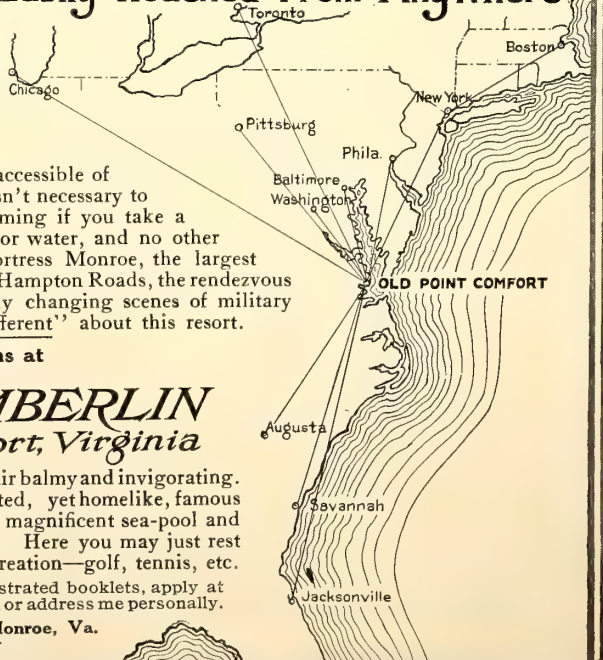 Easily Reached From Anywhere
Toronto
Boston
Chicago
New York
Pittsburg
Phila.
Baltimore
Washington
accessible of
sn't necessary to
ming if you take a
or water, and no other
ortress Monroe, the largest
Hampton Roads, the rendezvous
OLD POINT COMFORT
y changing scenes of military
ferent" about this resort.
ns at
MBERLIN
ort, Virginia
Augusta
ir balmy and invigorating.
ted, yet homelike, famous
magnificent sea-pool and
Savannah
Here you may just rest
reation—golf, tennis, etc.
strated booklets, apply at
or address me personally.
Jacksonville
Monroe, Va.